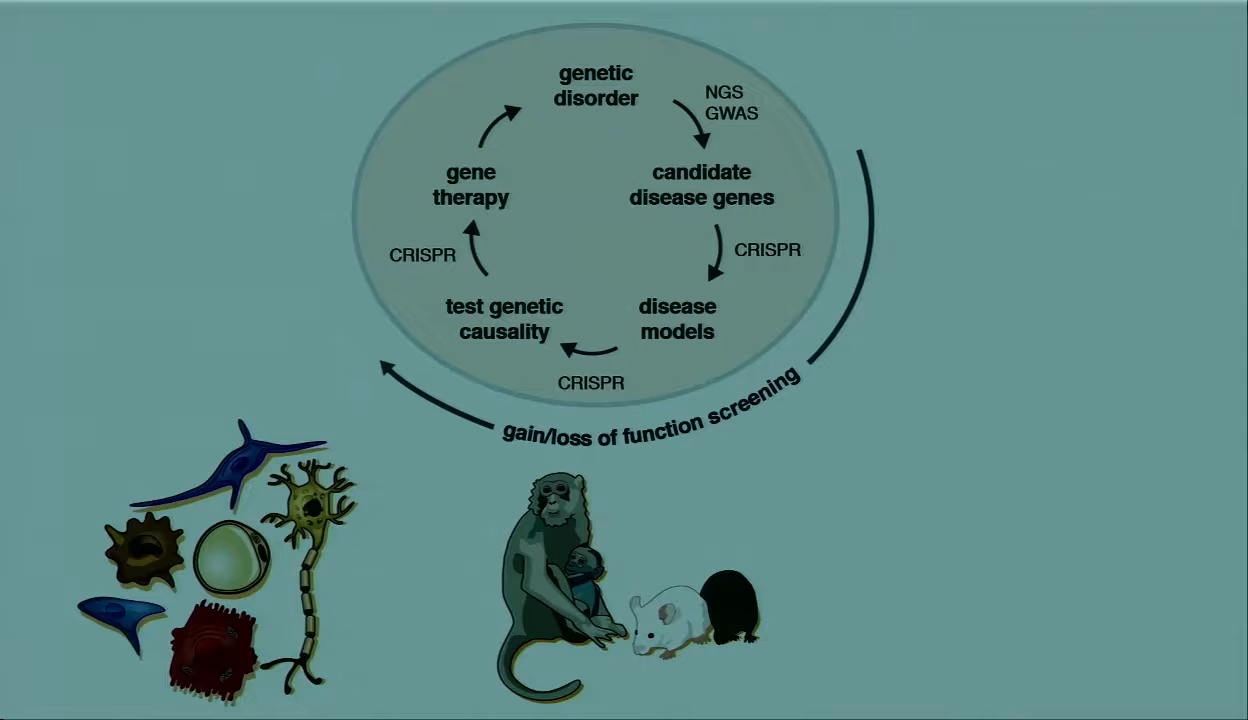 genetic
disorder
NGS
GWAS
candidate
disease genes
CRISPR
disease
models
CRISPR
test genetic
causality
CRISPR
gene
therapy
gain/loss of function screening